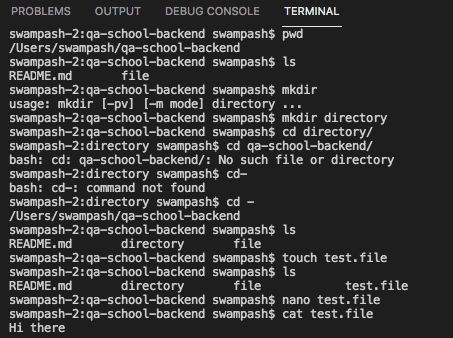 PROBLEMS OUTPUT DEBUG CONSOLE TERMINAL
swampash-2:qa-school-backend swampash$ pwd
/Users/swampash/qa-school-backend
swampash-2:qa-school-backend swampash$ ls
README.md file
swampash-2:qa-school-backend swampash$ mkdir
usage: mkdir [-pv] [-m mode] directory ...
swampash-2:qa-school-backend swampash$ mkdir directory
swampash-2:qa-school-backend swampash$ cd directory/
swampash-2:directory swampash$ cd qa-school-backend/
bash: cd: qa-school-backend/: No such file or directory
swampash-2:directory swampash$ cd-
bash: cd-: command not found
swampash-2:directory swampash$ cd -
/Users/swampash/qa-school-backend
swampash-2:qa-school-backend swampash$ ls
README.md directory file
swampash-2:qa-school-backend swampash$ touch test.file
swampash-2:qa-school-backend swampash$ ls
README.md directory file test.file
swampash-2:qa-school-backend swampash$ nano test.file
swampash-2:qa-school-backend swampash$ cat test.file
Hi there